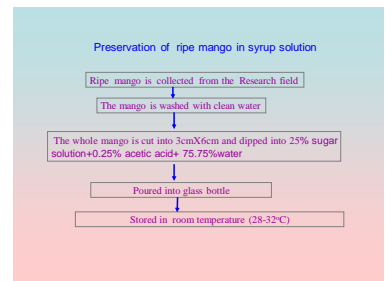 Preservation of ripe mango in syrup solution
Ripe mango is collected from the Research field
The mango is washed with clean water
The whole mango is cut into 3cmX6cm and dipped into 25% sugar
solution+0.25% acetic acid+ 75.75%water
Poured into glass bottle
Stored in room temperature (28-32°C)